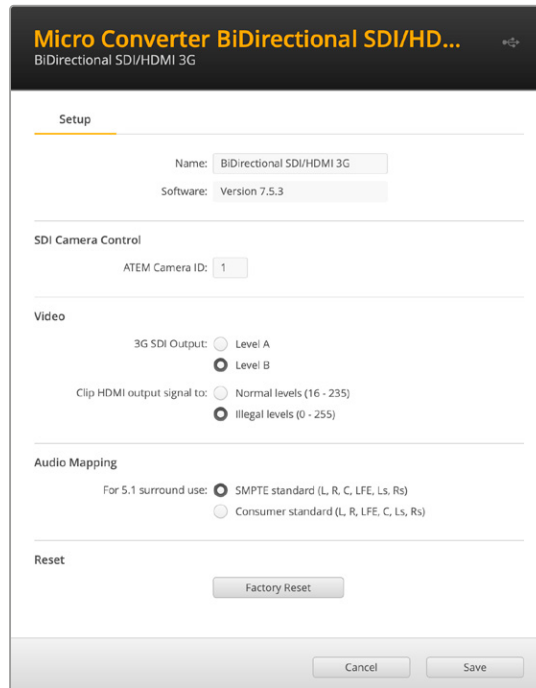 Micro Converter BiDirectional SDI/HD...
BiDirectional SDI/HDMI 3G
Setup
Name: BiDirectional SDI/HDMI 3G
Software: Version 7.5.3
SDI Camera Control
ATEM Camera ID: 1
Video
3G SDI Output: Level A
Level B
Clip HDMI output signal to: Normal levels (16 - 235)
Illegal levels (0 - 255)
Audio Mapping
For 5.1 surround use: SMPTE standard (L, R, C, LFE, Ls, Rs)
Consumer standard (L, R, LFE, C, Ls, Rs)
Reset
Factory Reset
Cancel Save